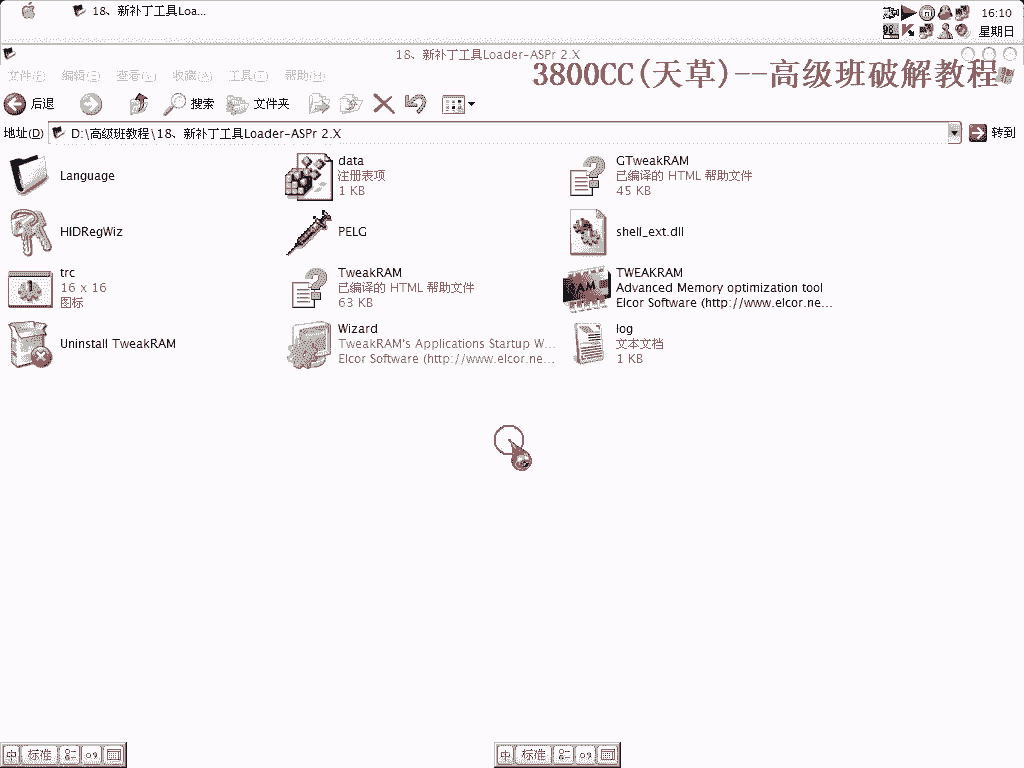 18、新补丁工具Loa...
16:10
星期日
18、新补丁工具Loader-ASPr 2.X
3800CC(天草)--高级班破解教程
文件(F) 编辑(E) 查看(V) 收藏(A) 工具(T) 帮助(H)
后退 搜索 文件夹
地址(D) D:\高级班教程\18、新补丁工具Loader-ASPr 2.X 转到
Language
data
注册表项
1 KB
GTweakRAM
已编译的 HTML 帮助文件
45 KB
HIDRegWiz
PELG
shell_ext.dll
trc
16 x 16
图标
TweakRAM
已编译的 HTML 帮助文件
63 KB
TWEAKRAM
Advanced Memory optimization tool
Elcor Software (http://www.elcor.ne...
Uninstall TweakRAM
Wizard
TweakRAM's Applications Startup W...
Elcor Software (http://www.elcor.ne...
log
文本文档
1 KB
中 标准
中 标准